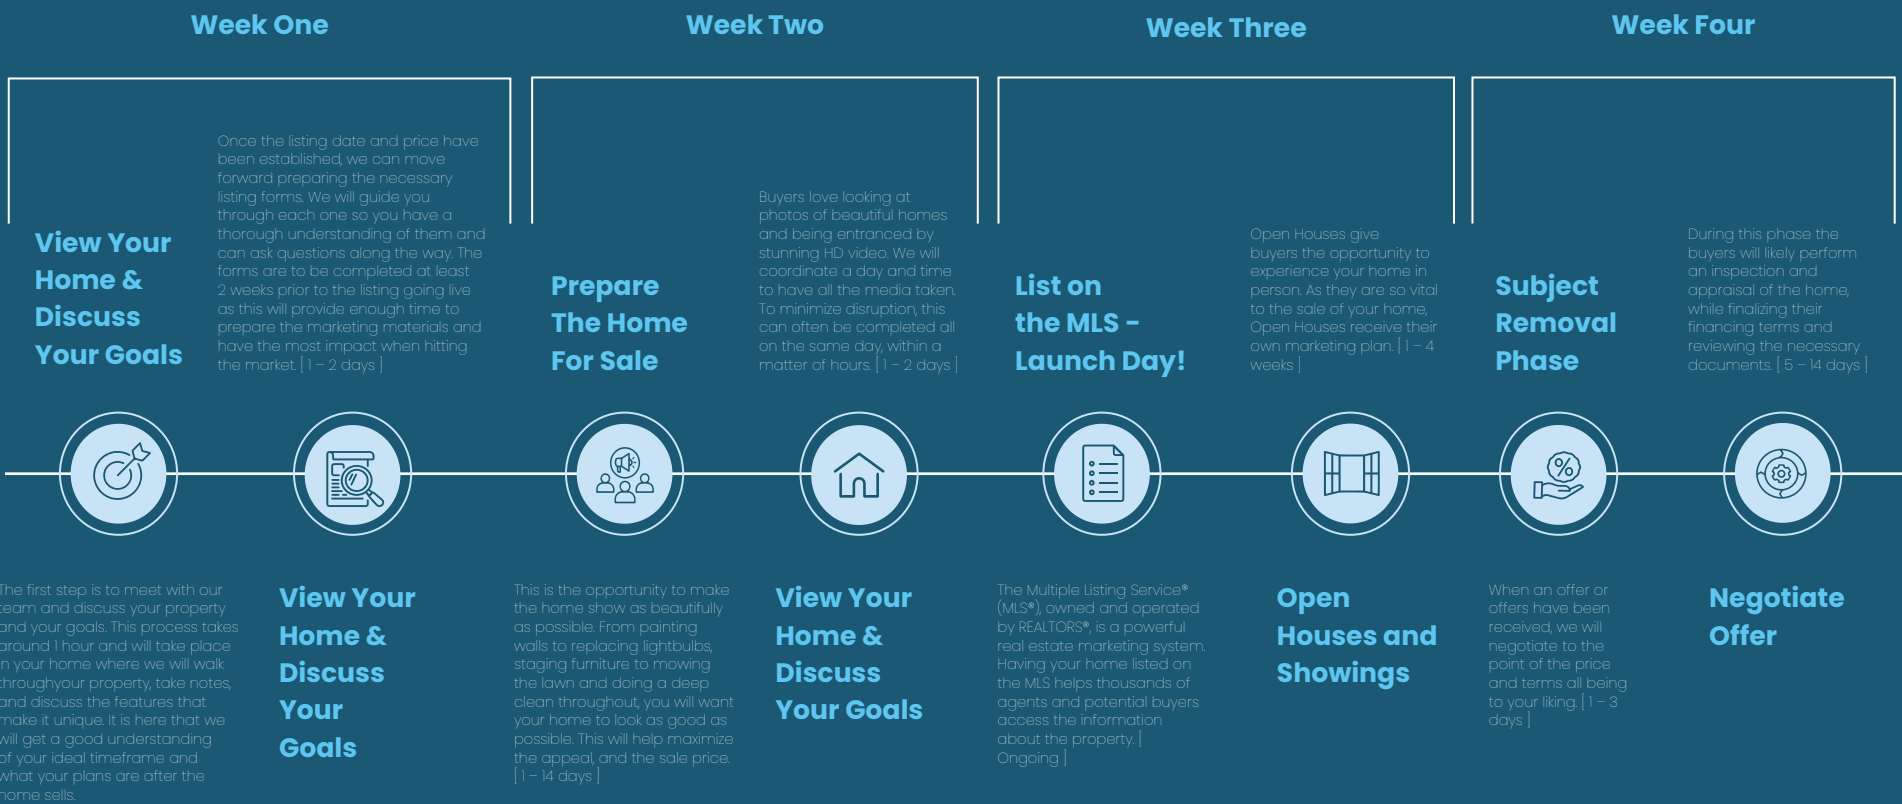 Week One
View Your
Home &
Discuss
Your Goals
Once the listing date and price have
been established, we can move
forward preparing the necessary
listing forms. We will guide you
through each one so you have a
thorough understanding of them and
can ask questions along the way. The
forms are to be completed at least
2 weeks prior to the listing going live
as this will provide enough time to
prepare the marketing materials and
have the most impact when hitting
the market. [ 1 – 2 days ]
The first step is to meet with our
team and discuss your property
and your goals. This process takes
around 1 hour and will take place
in your home where we will walk
throughyour property, take notes,
and discuss the features that
make it unique. It is here that we
will get a good understanding
of your ideal timeframe and
what your plans are after the
home sells.
View Your
Home &
Discuss
Your
Goals
Week Two
Prepare
The Home
For Sale
Buyers love looking at
photos of beautiful homes
and being entranced by
stunning HD video. We will
coordinate a day and time
to have all the media taken.
To minimize disruption, this
can often be completed all
on the same day, within a
matter of hours. [ 1 – 2 days ]
This is the opportunity to make
the home show as beautifully
as possible. From painting
walls to replacing lightbulbs,
staging furniture to mowing
the lawn and doing a deep
clean throughout, you will want
your home to look as good as
possible. This will help maximize
the appeal, and the sale price.
[ 1 – 14 days ]
View Your
Home &
Discuss
Your Goals
Week Three
List on
the MLS -
Launch Day!
Open Houses give
buyers the opportunity to
experience your home in
person. As they are so vital
to the sale of your home,
Open Houses receive their
own marketing plan. [ 1 – 4
weeks ]
The Multiple Listing Service®
(MLS®), owned and operated
by REALTORS®, is a powerful
real estate marketing system.
Having your home listed on
the MLS helps thousands of
agents and potential buyers
access the information
about the property. [
Ongoing ]
Open
Houses and
Showings
Week Four
Subject
Removal
Phase
During this phase the
buyers will likely perform
an inspection and
appraisal of the home,
while finalizing their
financing terms and
reviewing the necessary
documents. [ 5 – 14 days ]
%
When an offer or
offers have been
received, we will
negotiate to the
point of the price
and terms all being
to your liking. [ 1 – 3
days ]
Negotiate
Offer